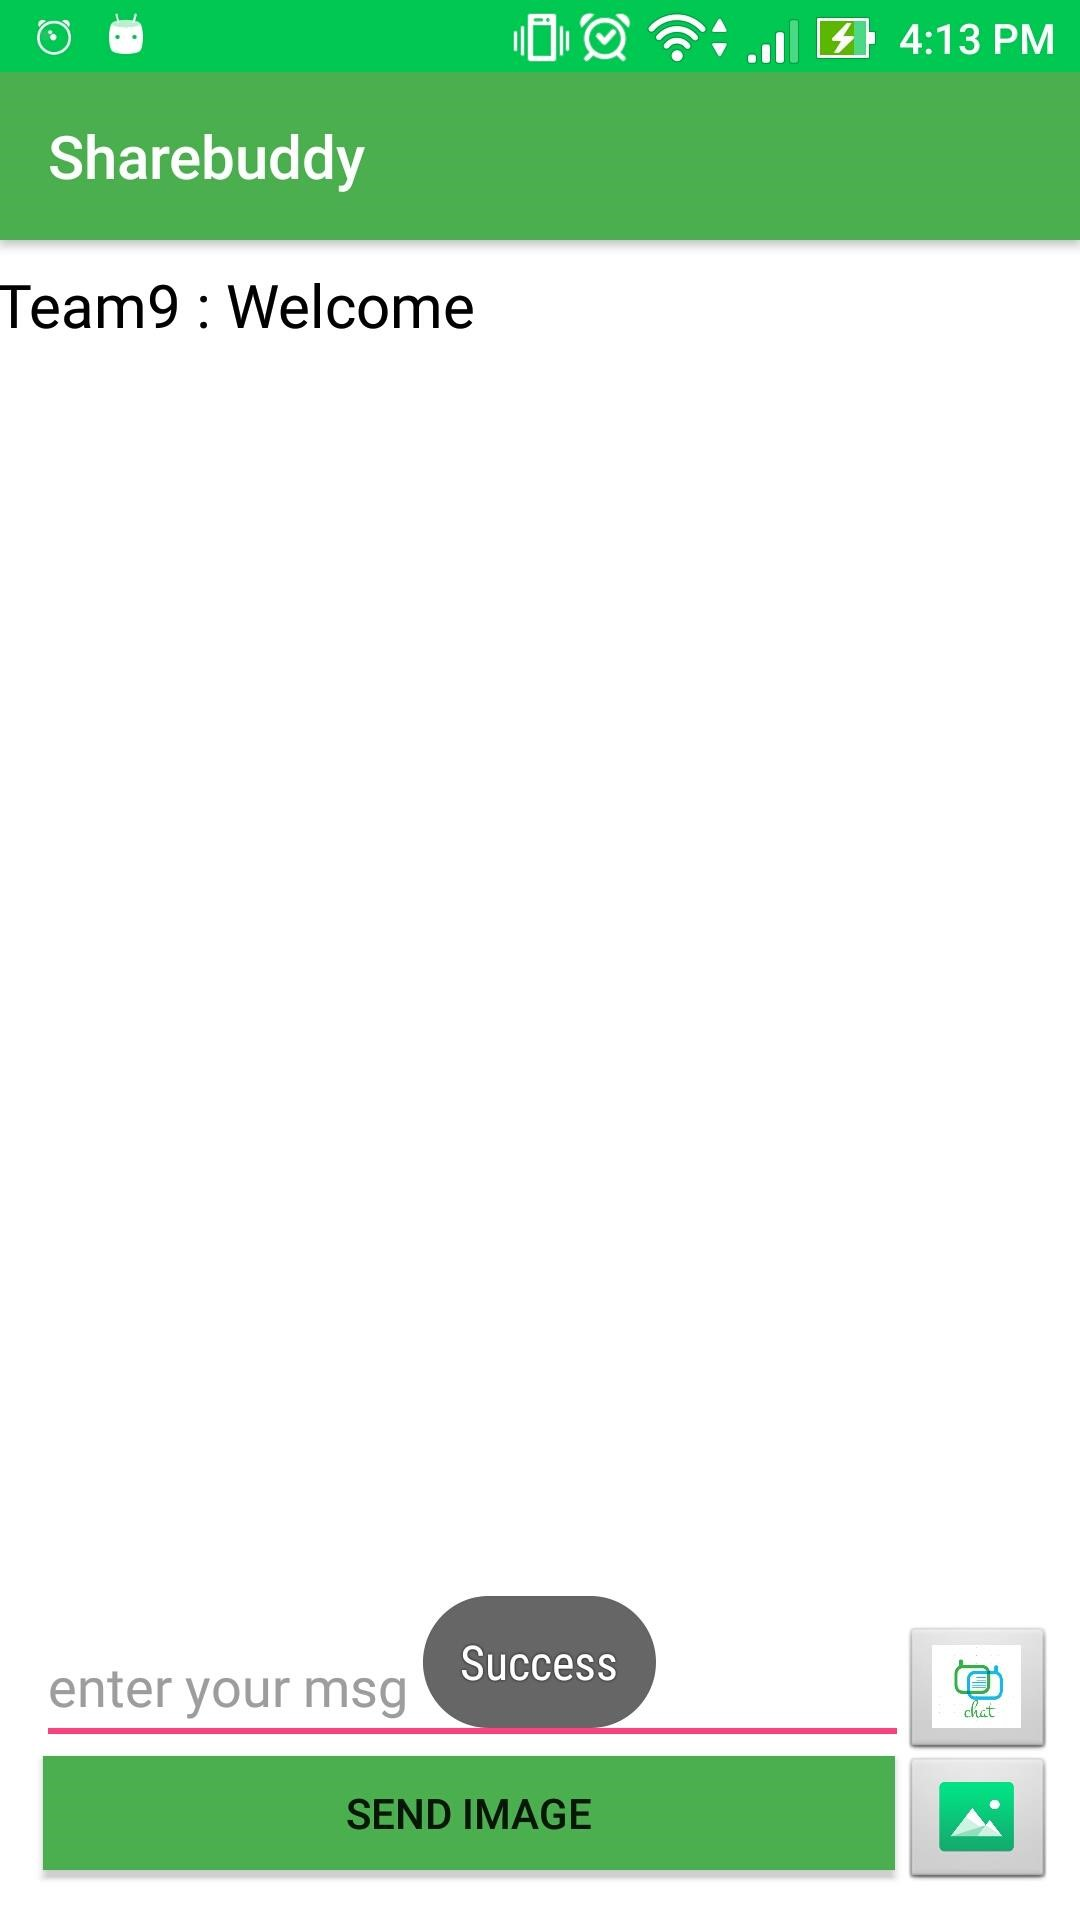 4:13 PM
Sharebuddy
Team9 : Welcome
enter your msg
Success
chat
SEND IMAGE